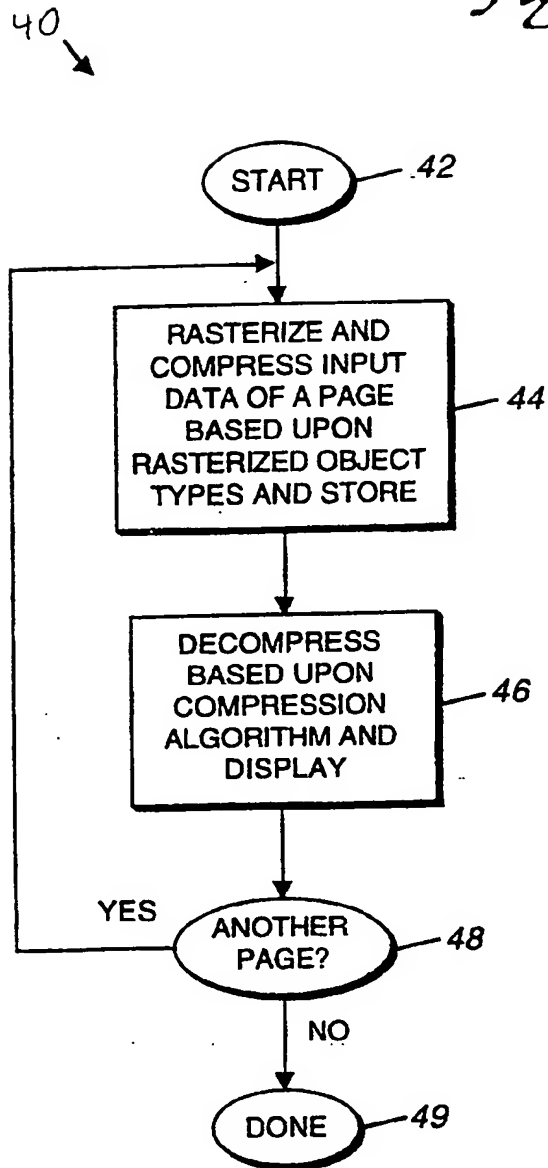 40
START
42
RASTERIZE AND
COMPRESS INPUT
DATA OF A PAGE
BASED UPON
RASTERIZED OBJECT
TYPES AND STORE
44
DECOMPRESS
BASED UPON
COMPRESSION
ALGORITHM AND
DISPLAY
46
YES
ANOTHER
PAGE?
48
NO
DONE
49